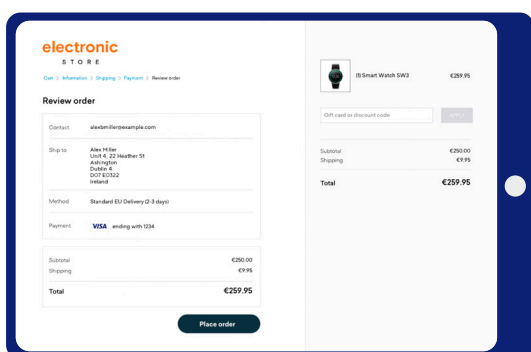 electronic
STORE
Cart > Information > Shipping > Payment > Review order
Review order
Contact alexbmiller@example.com
Ship to Alex Miller
Unit 4, 22 Heather St
Ashington
Dublin 4
D07 E0322
Ireland
Method Standard EU Delivery (2-3 days)
Payment VISA ending with 1234
Subtotal €250.00
Shipping €9.95
Total €259.95
Place order
(1) Smart Watch SW3 €259.95
Gift card or discount code APPLY
Subtotal €250.00
Shipping €9.95
Total €259.95